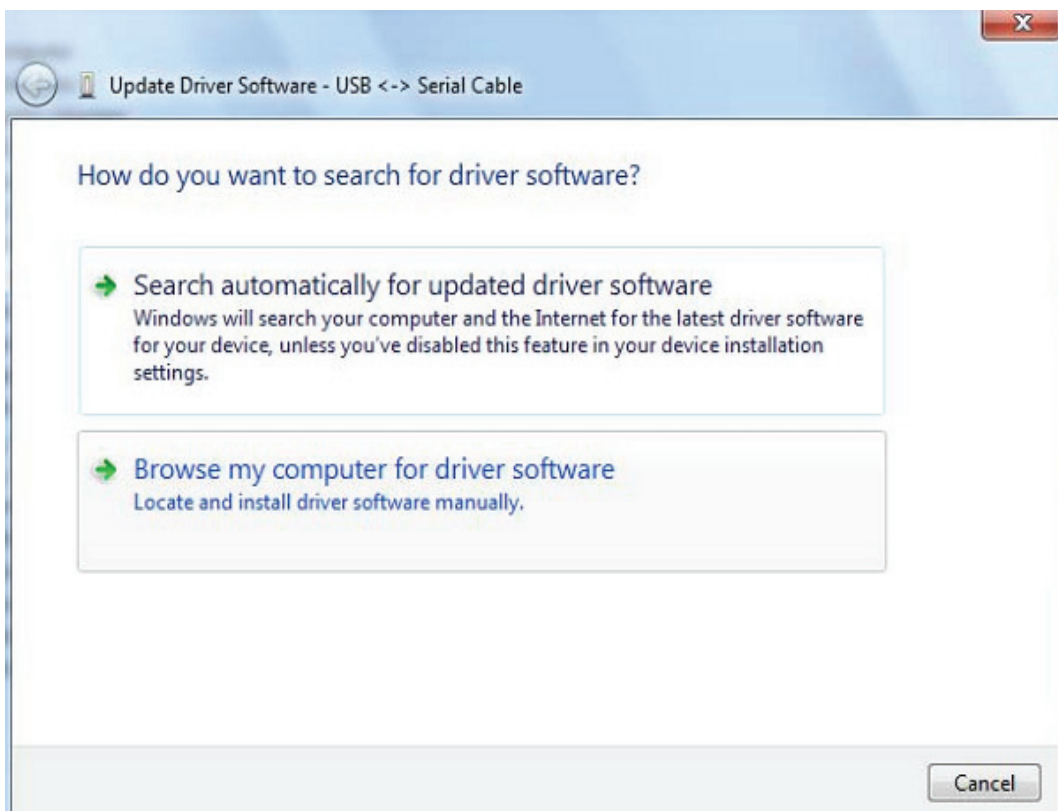 X
Update Driver Software - USB <-> Serial Cable
How do you want to search for driver software?
Search automatically for updated driver software
Windows will search your computer and the Internet for the latest driver software
for your device, unless you've disabled this feature in your device installation
settings.
Browse my computer for driver software
Locate and install driver software manually.
Cancel